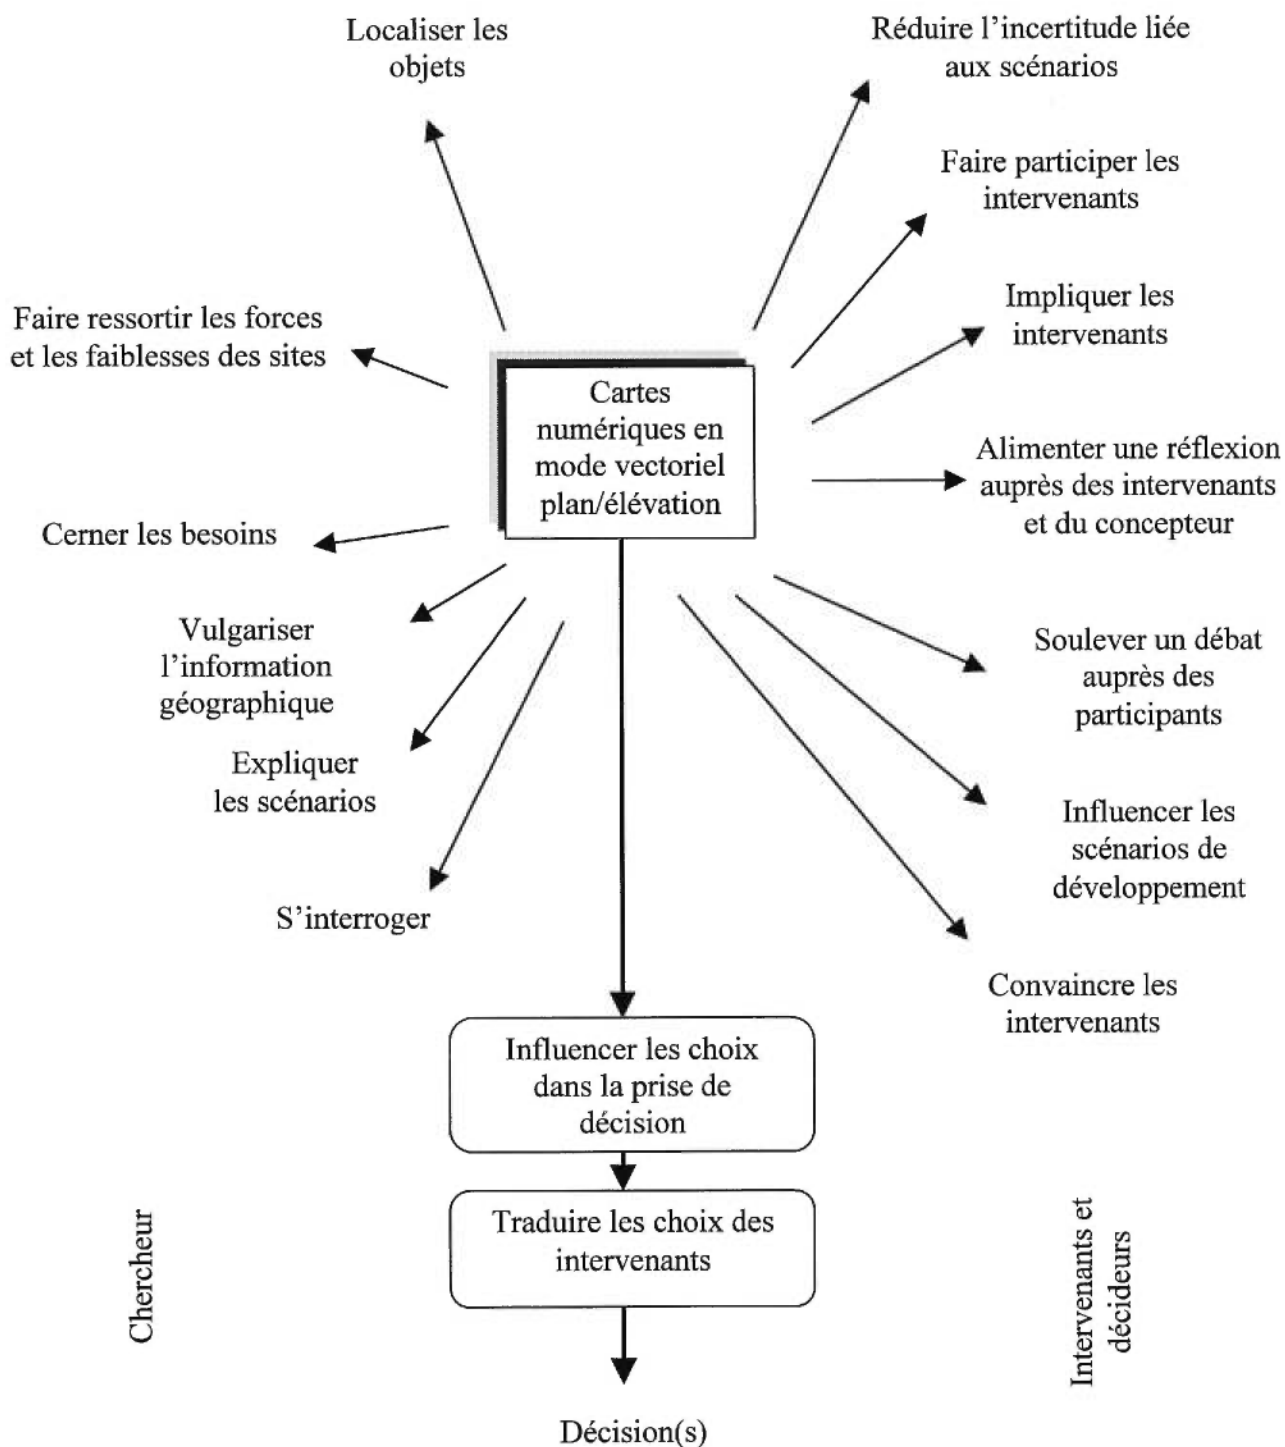 Localiser les
objets
Réduire l’incertitude liée
aux scénarios
Faire participer les
intervenants
Impliquer les
intervenants
Faire ressortir les forces
et les faiblesses des sites
Cartes
numériques en
mode vectoriel
plan/élévation
Alimenter une réflexion
auprès des intervenants
et du concepteur
Cerner les besoins
Vulgariser
l’information
géographique
Soulever un débat
auprès des
participants
Expliquer
les scénarios
Influencer les
scénarios de
développement
S’interroger
Convaincre les
intervenants
Influencer les choix
dans la prise de
décision
Traduire les choix des
intervenants
Chercheur
Intervenants et
décideurs
Décision(s)